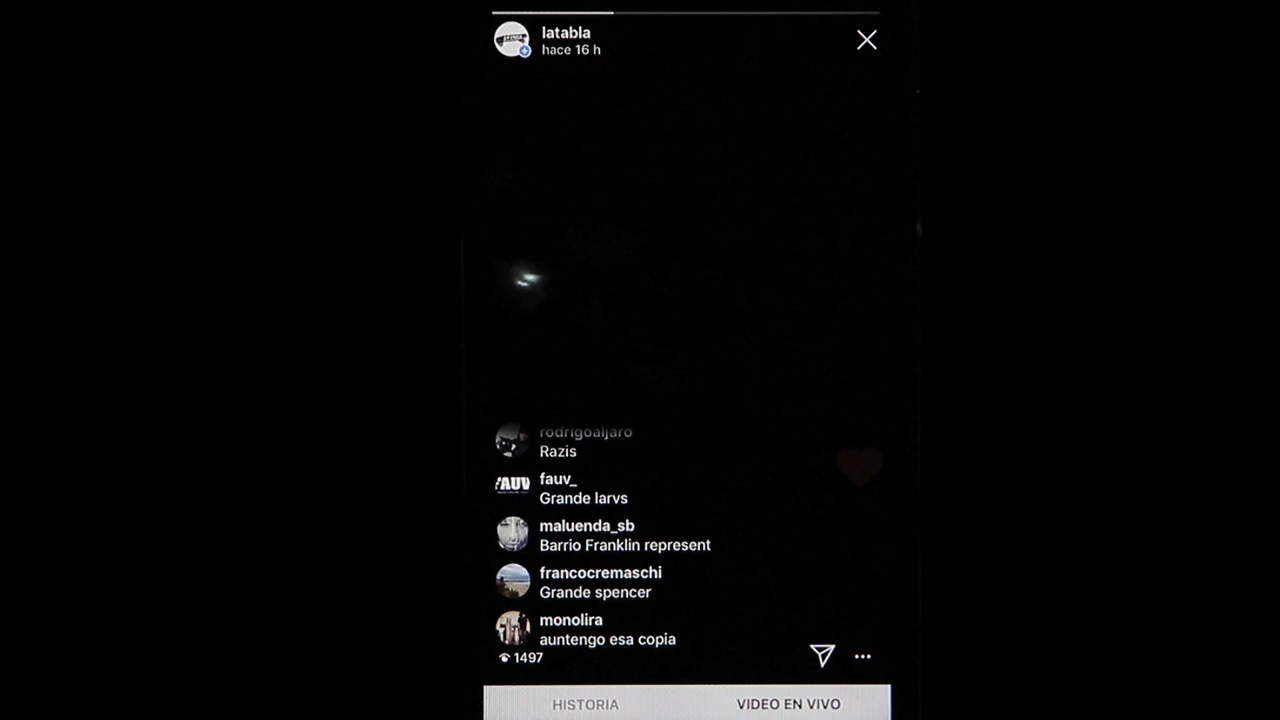 latabla
hace 16 h
rodrigoaljaro
Razis
fauv_
Grande larvs
maluenda_sb
Barrio Franklin represent
francocremaschi
Grande spencer
monolira
auntengo esa copia
1497
HISTORIA
VIDEO EN VIVO